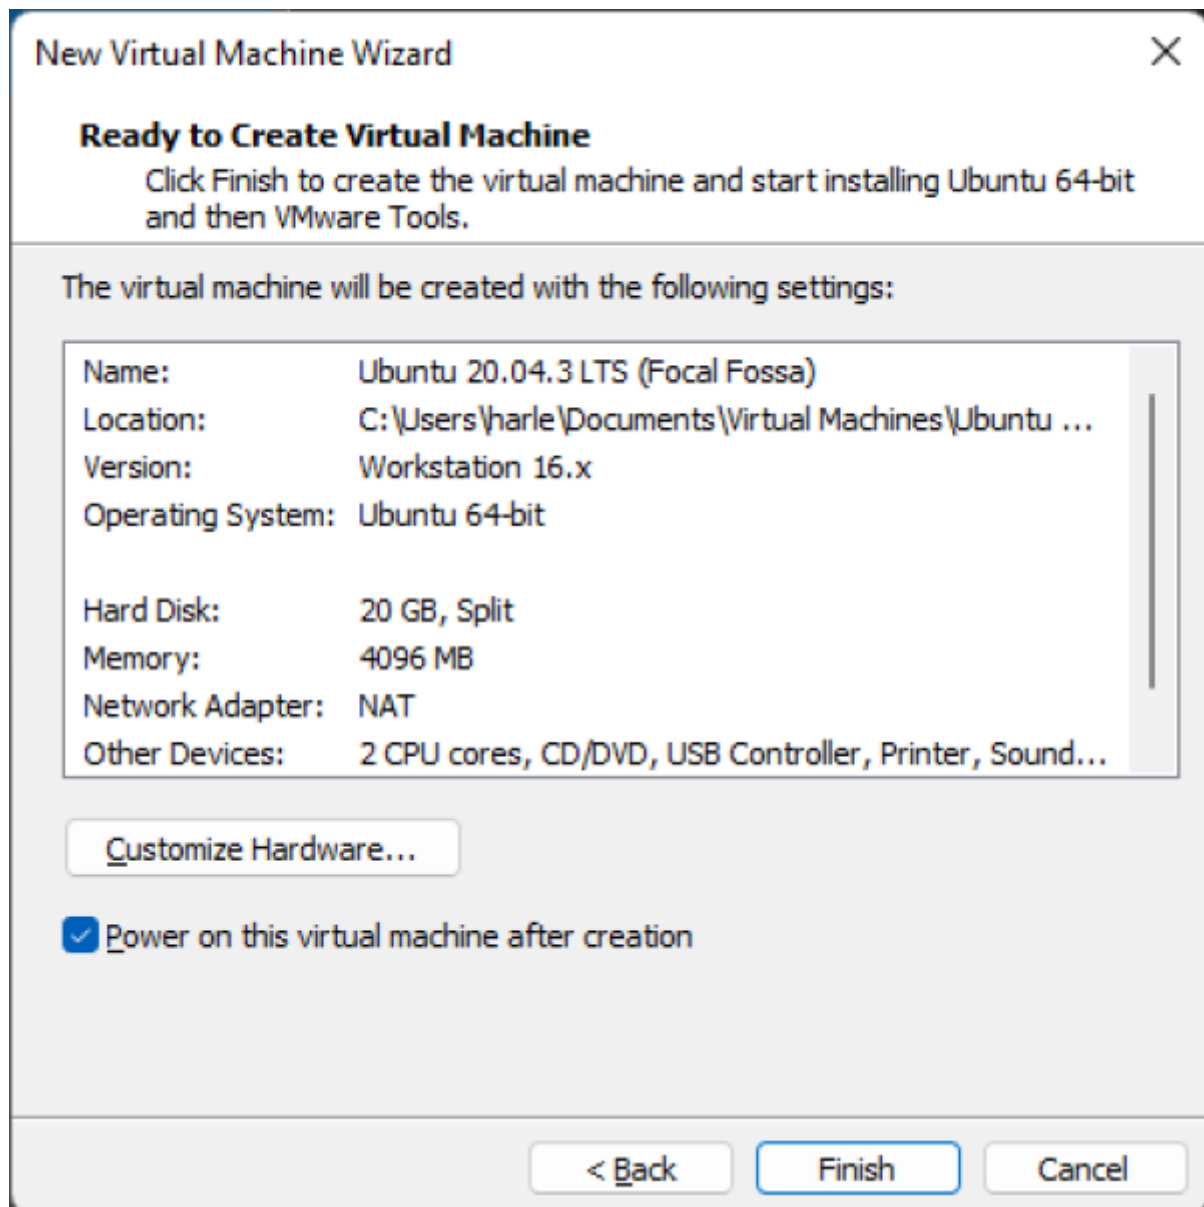 New Virtual Machine Wizard
Ready to Create Virtual Machine
Click Finish to create the virtual machine and start installing Ubuntu 64-bit
and then VMware Tools.
The virtual machine will be created with the following settings:
Name: Ubuntu 20.04.3 LTS (Focal Fossa)
Location: C:\Users\harle\Documents\Virtual Machines\Ubuntu ...
Version: Workstation 16.x
Operating System: Ubuntu 64-bit
Hard Disk: 20 GB, Split
Memory: 4096 MB
Network Adapter: NAT
Other Devices: 2 CPU cores, CD/DVD, USB Controller, Printer, Sound...
Customize Hardware...
Power on this virtual machine after creation
< Back Finish Cancel